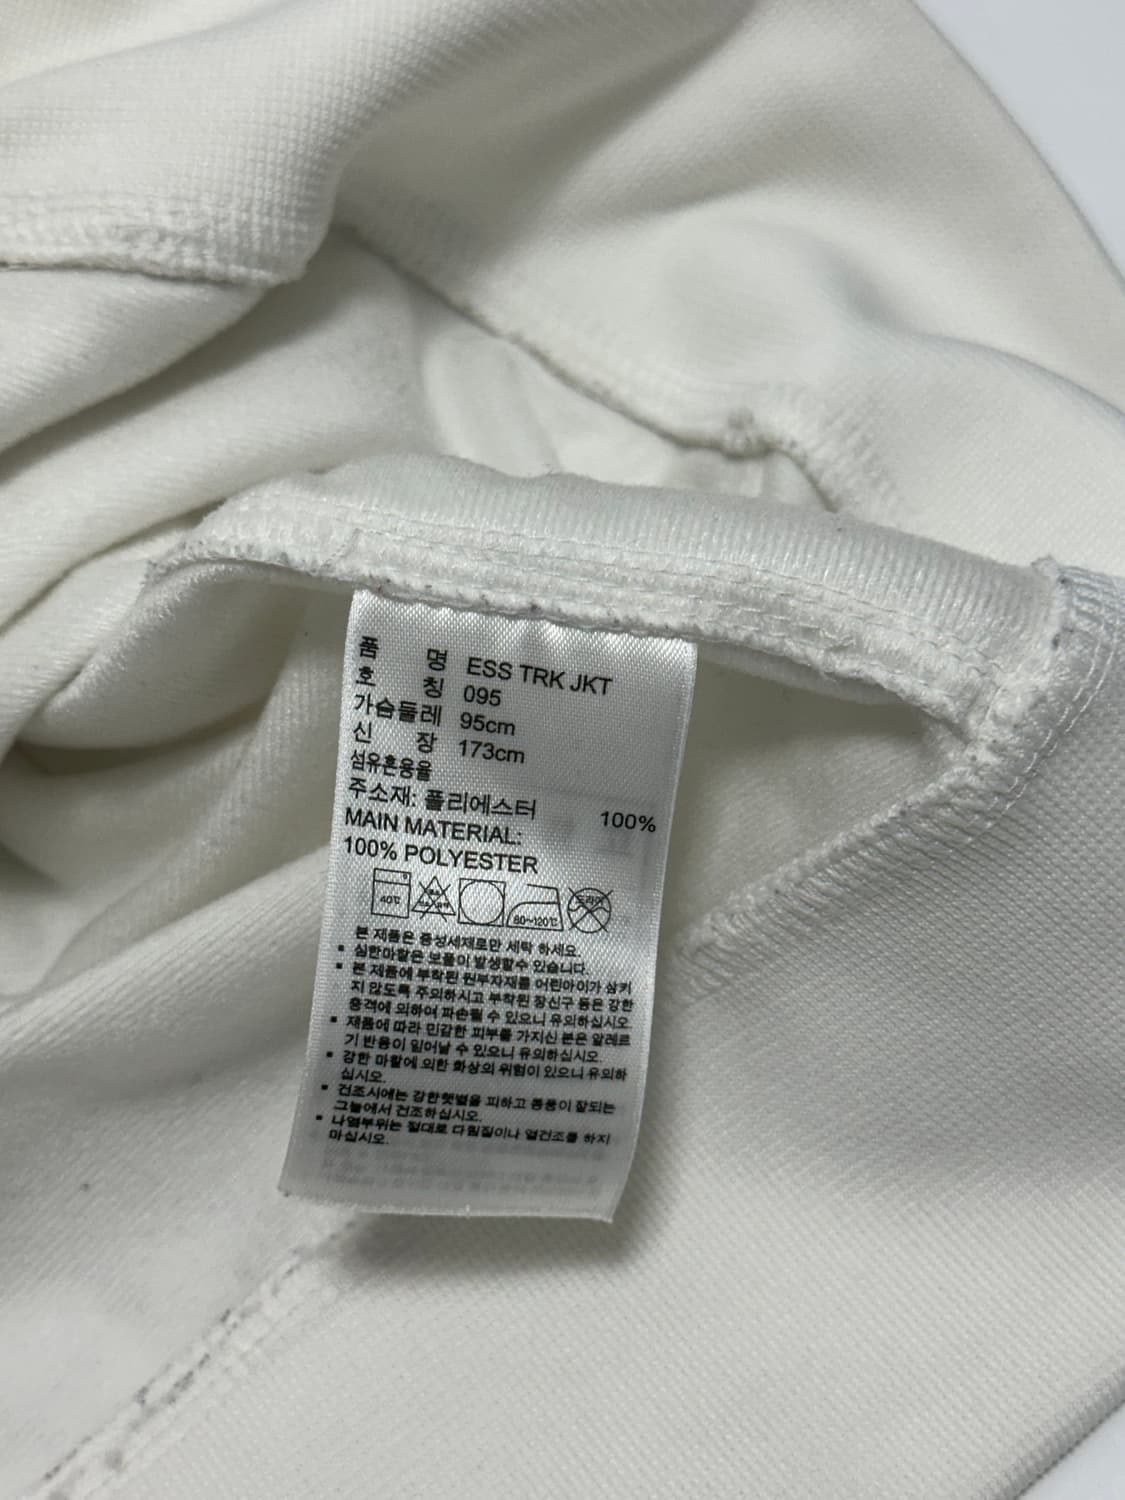 품 명 ESS TRK JKT
호 칭 095
가슴둘레 95cm
신 장 173cm
섬유혼용율
주소재: 폴리에스터 100%
MAIN MATERIAL:
100% POLYESTER
40℃ 80~120℃ 드라이
본 제품은 중성세제로만 세탁 하세요.
▪ 심한마찰은 보풀이 발생할수 있습니다.
▪ 본 제품에 부착된 원부자재를 어린아이가 삼키
지 않도록 주의하시고 부착된 장신구 등은 강한
충격에 의하여 파손될 수 있으니 유의하십시오.
▪ 제품에 따라 민감한 피부를 가지신 분은 알레르
기 반응이 일어날 수 있으니 유의하십시오.
▪ 강한 마찰에 의한 화상의 위험이 있으니 유의하
십시오.
▪ 건조시에는 강한햇볕을 피하고 통풍이 잘되는
그늘에서 건조하십시오.
▪ 나염부위는 절대로 다림질이나 열건조를 하지
마십시오.